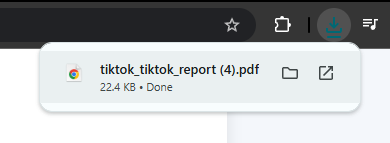 tiktok_tiktok_report (4).pdf
22.4 KB • Done